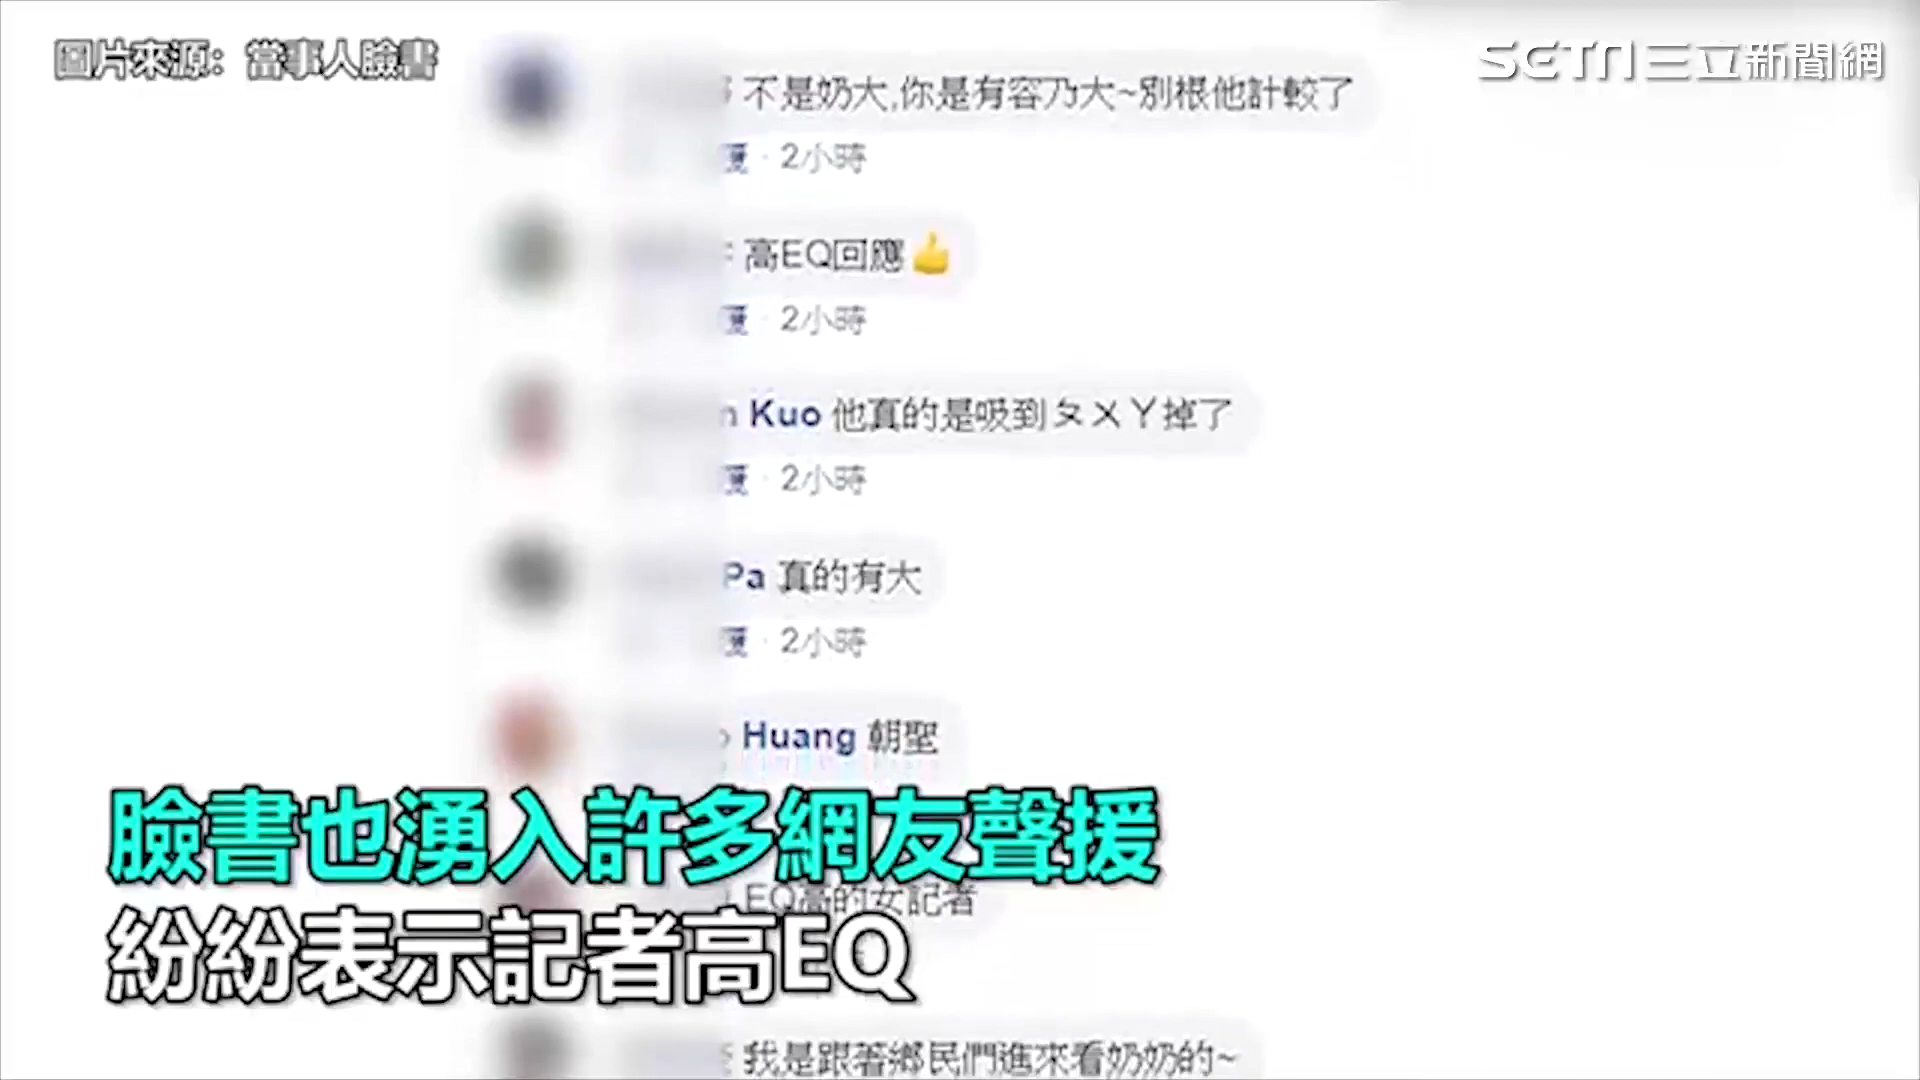 圖片來源：當事人臉書
SETN三立新聞網
不是奶大,你是有容乃大~別根他計較了
2小時
高EQ回應👍
2小時
Kuo 他真的是吸到ㄆㄨㄚ掉了
2小時
Pa 真的有大
2小時
Huang 朝聖
臉書也湧入許多網友聲援
EQ高的女記者
紛紛表示記者高EQ
我是跟著鄉民們進來看奶奶的~